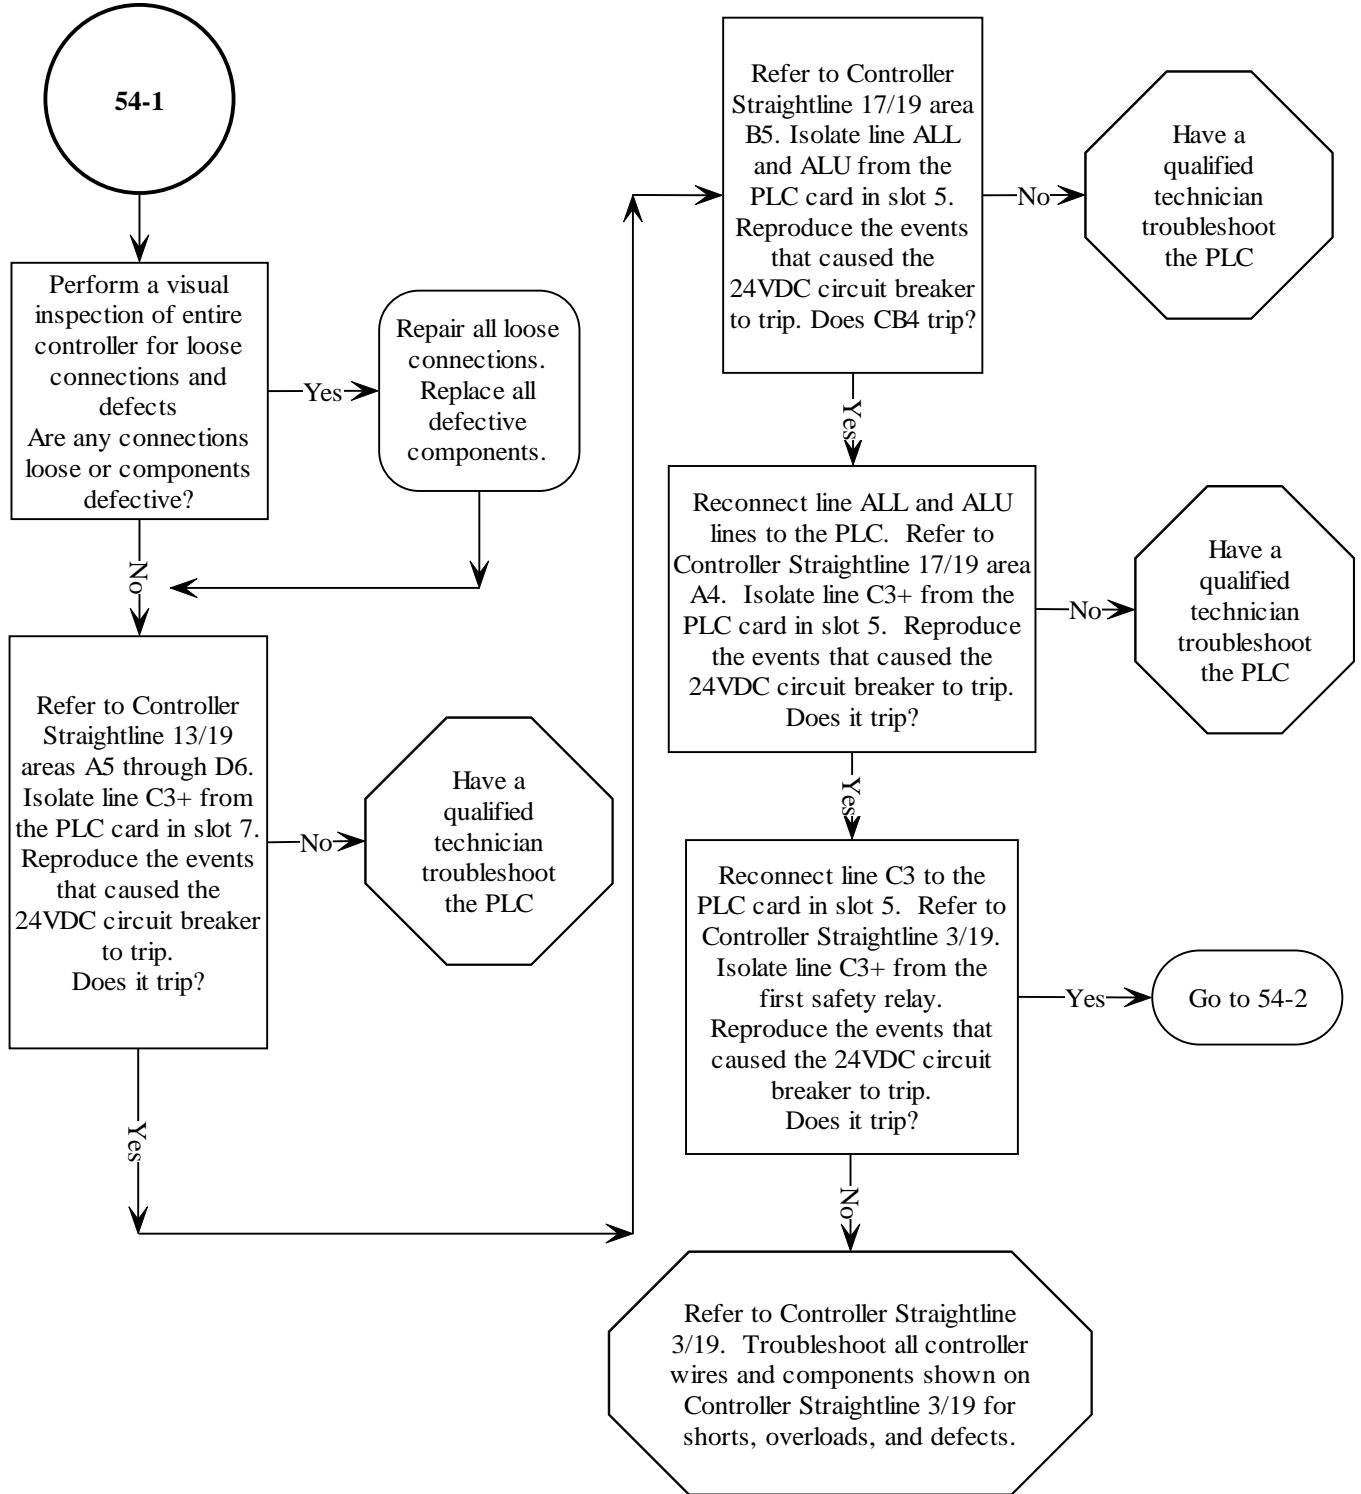 54-1
Perform a visual
inspection of entire
controller for loose
connections and
defects
Are any connections
loose or components
defective?
Yes
Repair all loose
connections.
Replace all
defective
components.
No
Refer to Controller
Straightline 13/19
areas A5 through D6.
Isolate line C3+ from
the PLC card in slot 7.
Reproduce the events
that caused the
24VDC circuit breaker
to trip.
Does it trip?
No
Have a
qualified
technician
troubleshoot
the PLC
Yes
Refer to Controller
Straightline 17/19 area
B5. Isolate line ALL
and ALU from the
PLC card in slot 5.
Reproduce the events
that caused the
24VDC circuit breaker
to trip. Does CB4 trip?
No
Have a
qualified
technician
troubleshoot
the PLC
Yes
Reconnect line ALL and ALU
lines to the PLC.  Refer to
Controller Straightline 17/19 area
A4.  Isolate line C3+ from the
PLC card in slot 5.  Reproduce
the events that caused the
24VDC circuit breaker to trip.
Does it trip?
No
Have a
qualified
technician
troubleshoot
the PLC
Yes
Reconnect line C3 to the
PLC card in slot 5.  Refer to
Controller Straightline 3/19.
Isolate line C3+ from the
first safety relay.
Reproduce the events that
caused the 24VDC circuit
breaker to trip.
Does it trip?
Yes
Go to 54-2
No
Refer to Controller Straightline
3/19.  Troubleshoot all controller
wires and components shown on
Controller Straightline 3/19 for
shorts, overloads, and defects.